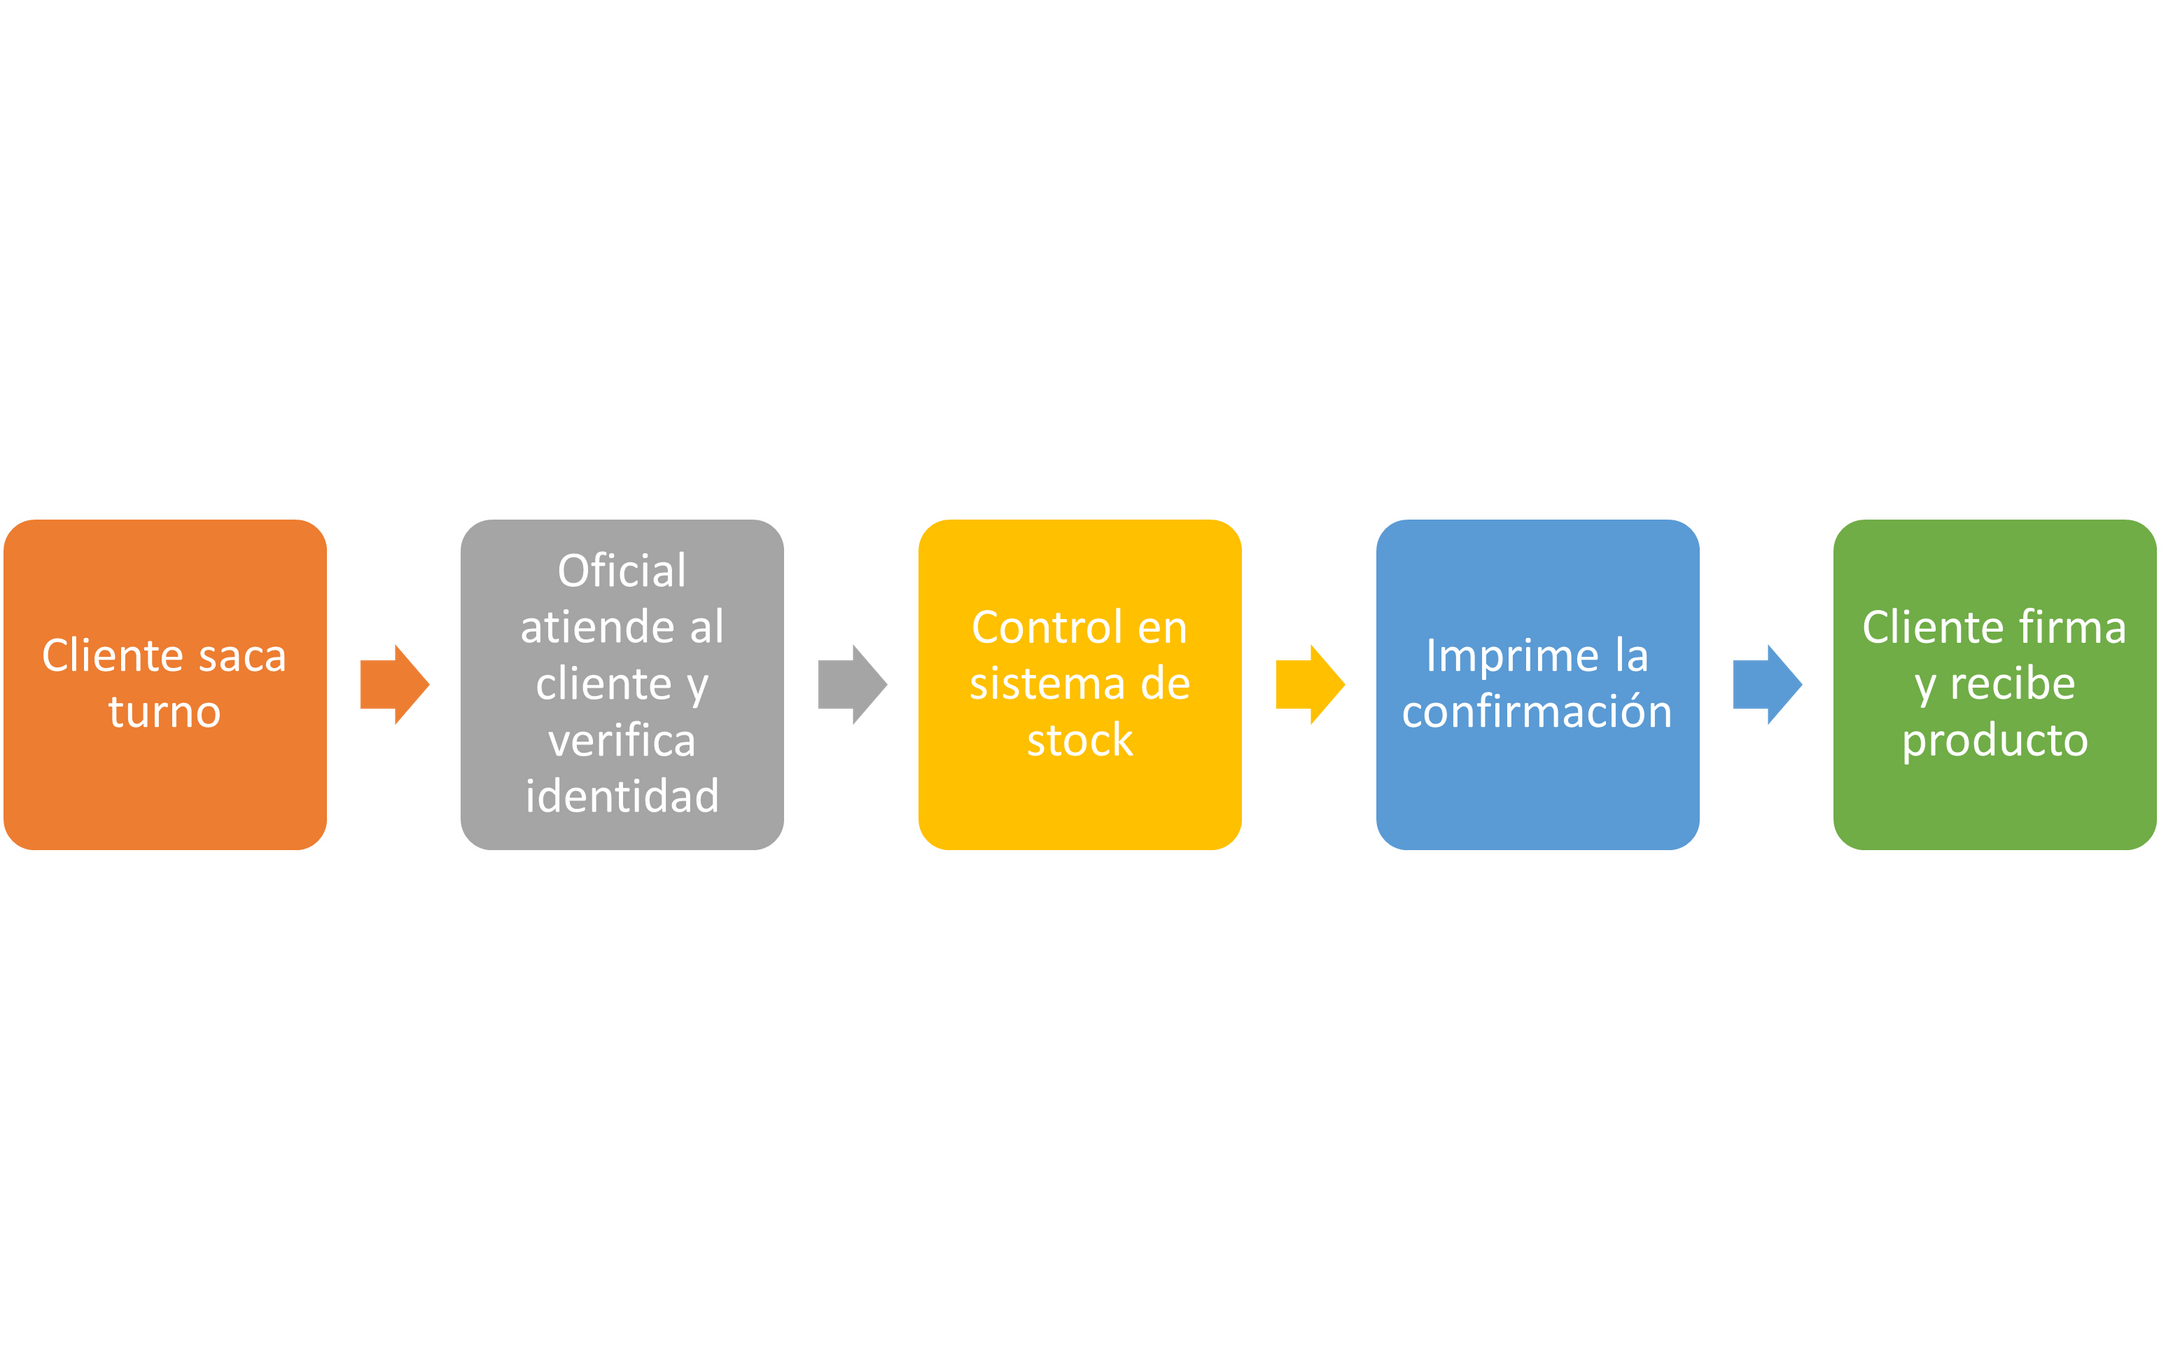 Cliente saca
turno
Oficial
atiende al
cliente y
verifica
identidad
Control en
sistema de
stock
Imprime la
confirmación
Cliente firma
y recibe
producto